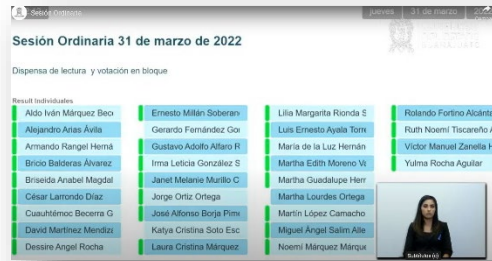 Sesión Ordinaria
jueves 31 de marzo
Sesión Ordinaria 31 de marzo de 2022
Dispensa de lectura y votación en bloque
Result Individuales
Aldo Iván Márquez Bec
Alejandro Arias Ávila
Armando Rangel Herná
Bricio Balderas Álvarez
Briseida Anabel Magdal
César Larrondo Díaz
Cuauhtémoc Becerra G
David Martínez Mendiz
Dessire Angel Rocha
Ernesto Millán Soberan
Gerardo Fernández Go
Gustavo Adolfo Alfaro R
Irma Leticia González S
Janet Melanie Murillo C
Jorge Ortiz Ortega
José Alfonso Borja Pim
Katya Cristina Soto Esc
Laura Cristina Márquez
Lilia Margarita Rionda S
Luis Ernesto Ayala Torr
María de la Luz Hernán
Martha Edith Moreno Va
Martha Guadalupe Herr
Martha Lourdes Ortega
Martín López Camacho
Miguel Ángel Salim Alle
Noemí Márquez Márqu
Rolando Fortino Alcánta
Ruth Noemí Tiscareño
Víctor Manuel Zanella H
Yulma Rocha Aguilar